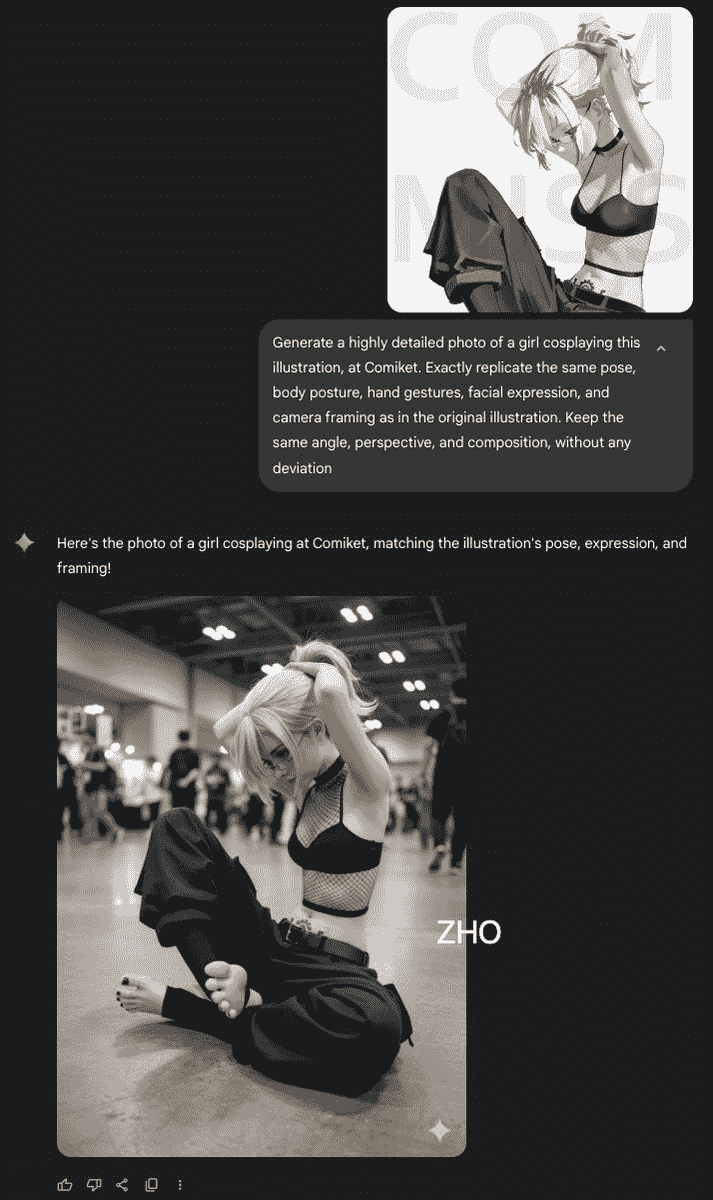 COM
MISS
Generate a highly detailed photo of a girl cosplaying this
illustration, at Comiket. Exactly replicate the same pose,
body posture, hand gestures, facial expression, and
camera framing as in the original illustration. Keep the
same angle, perspective, and composition, without any
deviation
Here's the photo of a girl cosplaying at Comiket, matching the illustration's pose, expression, and
framing!
ZHO